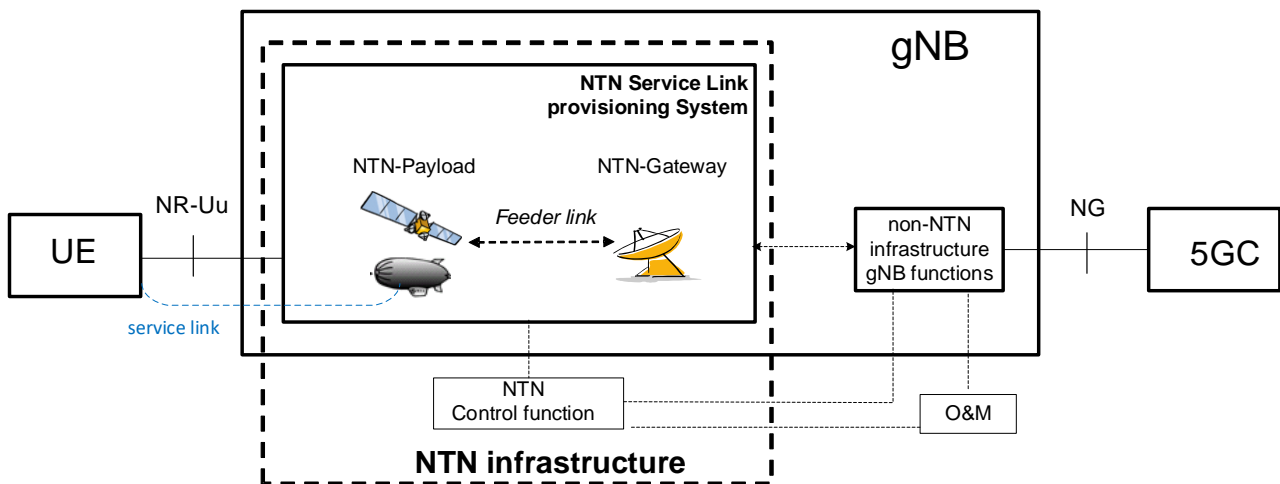 gNB
NTN Service Link
provisioning System
NTN-Payload
NTN-Gateway
NR-Uu
Feeder link
NG
UE
non-NTN
infrastructure
gNB functions
5GC
service link
NTN
Control function
O&M
NTN infrastructure